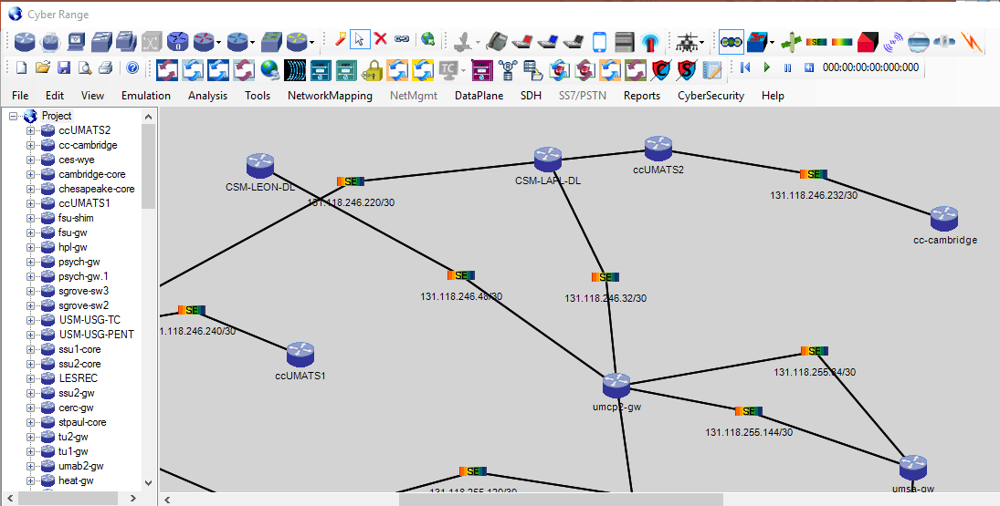 Cyber Range
TC
000:00:00:00:000:000
File Edit View Emulation Analysis Tools NetworkMapping NetMgmt DataPlane SDH SS7/PSTN Reports CyberSecurity Help
Project
ccUMATS2
cc-cambridge
ces-wye
cambridge-core
chesapeake-core
ccUMATS1
fsu-shim
fsu-gw
hpl-gw
psych-gw
psych-gw.1
sgrove-sw3
sgrove-sw2
USM-USG-TC
USM-USG-PENT
ssu1-core
ssu2-core
LESREC
ssu2-gw
cerc-gw
stpaul-core
tu2-gw
tu1-gw
umab2-gw
heat-gw
ccUMATS2
CSM-LEON-DL
CSM-LAPL-DL
SE
SE
131.118.246.220/30
131.118.246.232/30
cc-cambridge
SE
SE
131.118.246.48/30
131.118.246.32/30
SE
131.118.246.240/30
ccUMATS1
SE
131.118.255.84/30
umcp2-gw
SE
131.118.255.144/30
SE
131.118.255.120/30